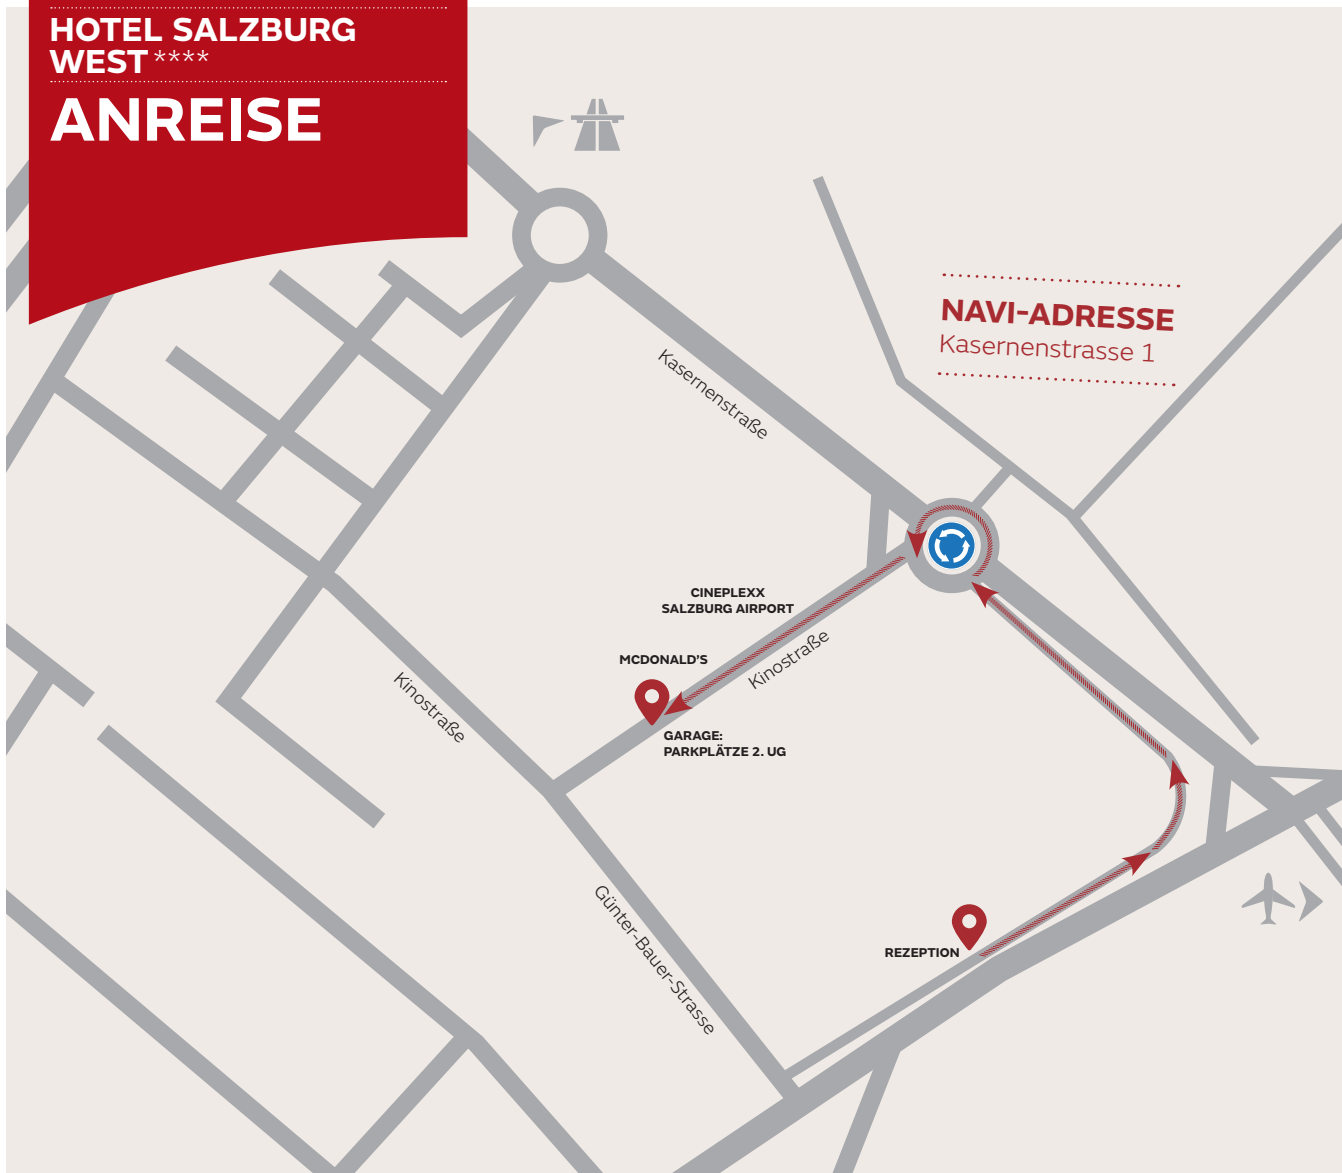 HOTEL SALZBURG
WEST ****
ANREISE
NAVI-ADRESSE
Kasernenstrasse 1
Kasernenstraße
CINEPLEXX
SALZBURG AIRPORT
Kinostraße
MCDONALD'S
GARAGE:
PARKPLÄTZE 2. UG
Kinostraße
Günter-Bauer-Strasse
REZEPTION